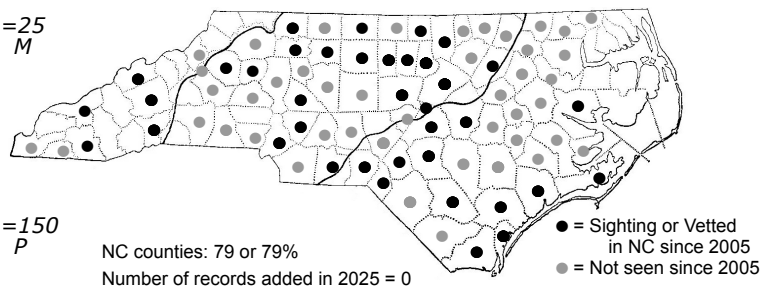 =25
M
=150
P
NC counties: 79 or 79%
Number of records added in 2025 = 0
= Sighting or Vetted
in NC since 2005
= Not seen since 2005